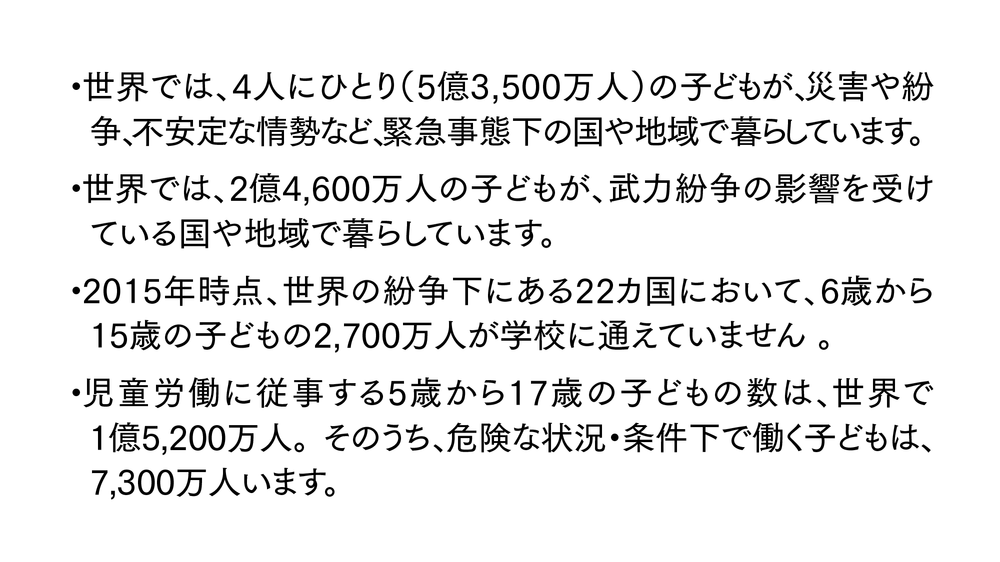 •世界では、4人にひとり（5億3,500万人）の子どもが、災害や紛
争、不安定な情勢など、緊急事態下の国や地域で暮らしています。
•世界では、2億4,600万人の子どもが、武力紛争の影響を受け
ている国や地域で暮らしています。
•2015年時点、世界の紛争下にある22カ国において、6歳から
15歳の子どもの2,700万人が学校に通えていません 。
•児童労働に従事する5歳から17歳の子どもの数は、世界で
1億5,200万人。そのうち、危険な状況・条件下で働く子どもは、
7,300万人います。